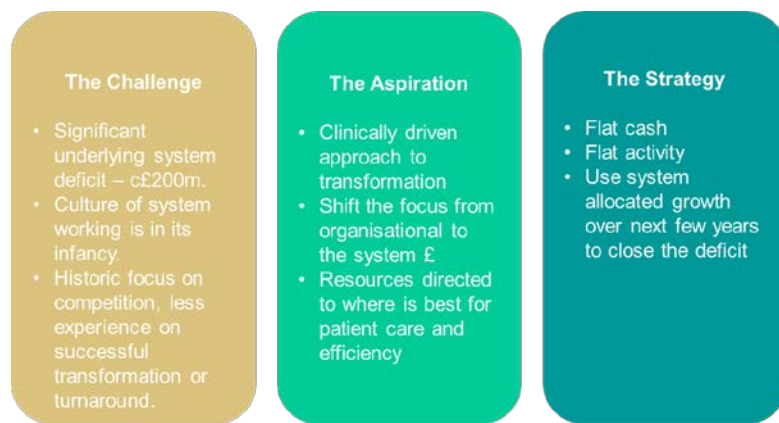 The Challenge
• Significant
underlying system
deficit – c£200m.
• Culture of system
working is in its
infancy.
• Historic focus on
competition, less
experience on
successful
transformation or
turnaround.
The Aspiration
• Clinically driven
approach to
transformation
• Shift the focus from
organisational to
the system £
• Resources directed
to where is best for
patient care and
efficiency
The Strategy
• Flat cash
• Flat activity
• Use system
allocated growth
over next few years
to close the deficit